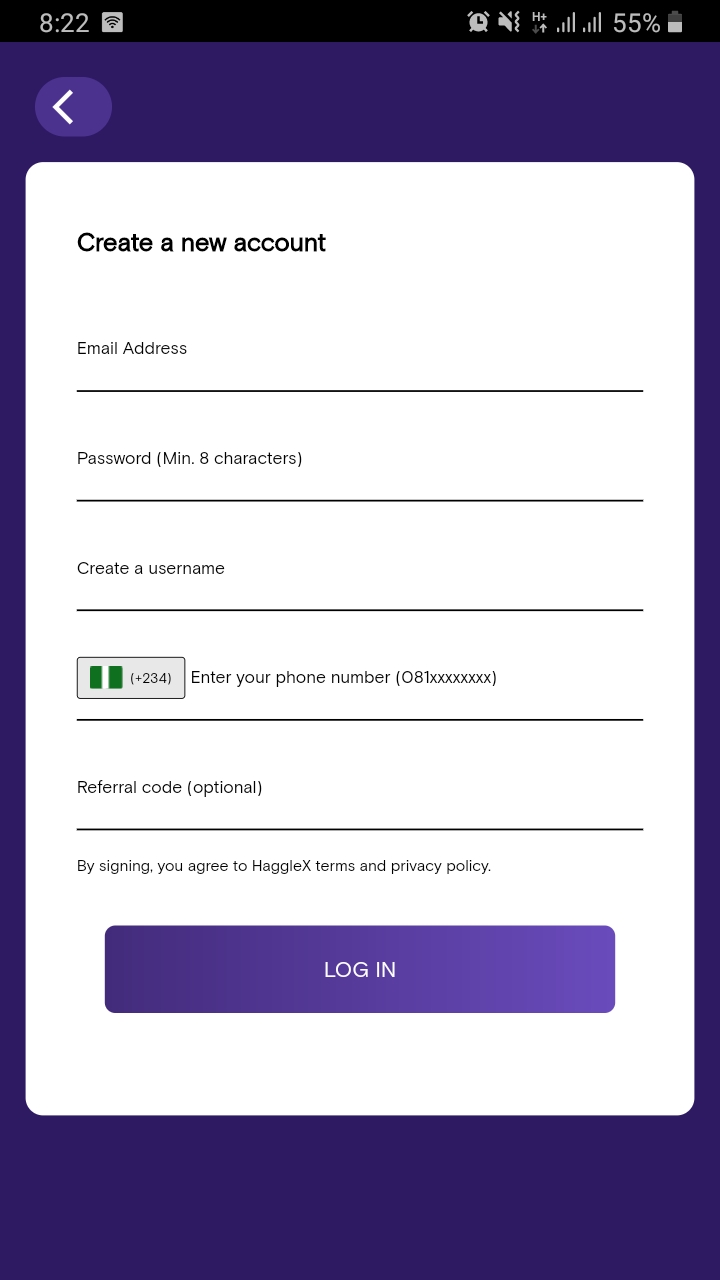 8:22 H+ 55%
Create a new account
Email Address
Password (Min. 8 characters)
Create a username
(+234) Enter your phone number (081xxxxxxxx)
Referral code (optional)
By signing, you agree to HaggleX terms and privacy policy.
LOG IN